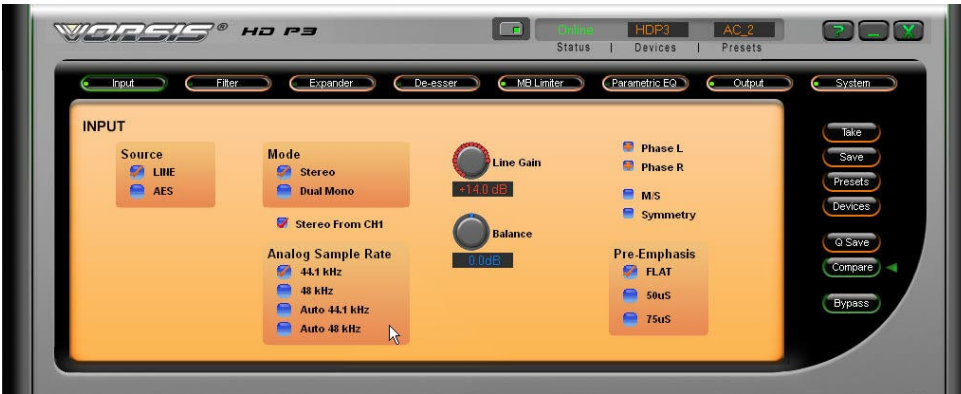 VORSIS® HD P3
Online HDP3 AC_2 ? _ X
Status | Devices | Presets
Input Filter Expander De-esser MB Limiter Parametric EQ Output System
INPUT
Source
LINE
AES
Mode
Stereo
Dual Mono
Stereo From CH1
Analog Sample Rate
44.1 kHz
48 kHz
Auto 44.1 kHz
Auto 48 kHz
Line Gain
+14.0 dB
Balance
0.0dB
Phase L
Phase R
M/S
Symmetry
Pre-Emphasis
FLAT
50uS
75uS
Take
Save
Presets
Devices
Q Save
Compare
Bypass